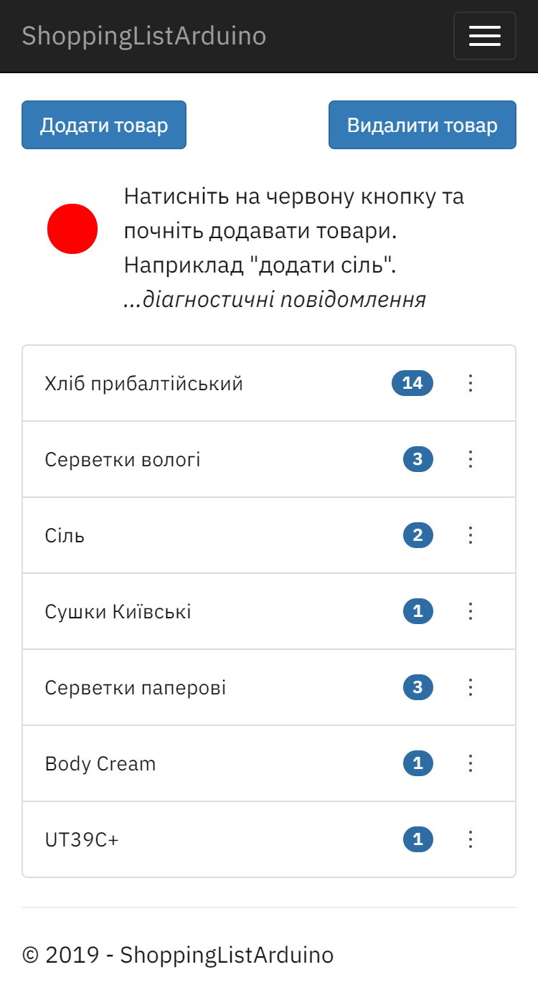 ShoppingListArduino
Додати товар
Видалити товар
Натисніть на червону кнопку та
почніть додавати товари.
Наприклад "додати сіль".
...діагностичні повідомлення
Хліб прибалтійський 14
Серветки вологі 3
Сіль 2
Сушки Київські 1
Серветки паперові 3
Body Cream 1
UT39C+ 1
© 2019 - ShoppingListArduino